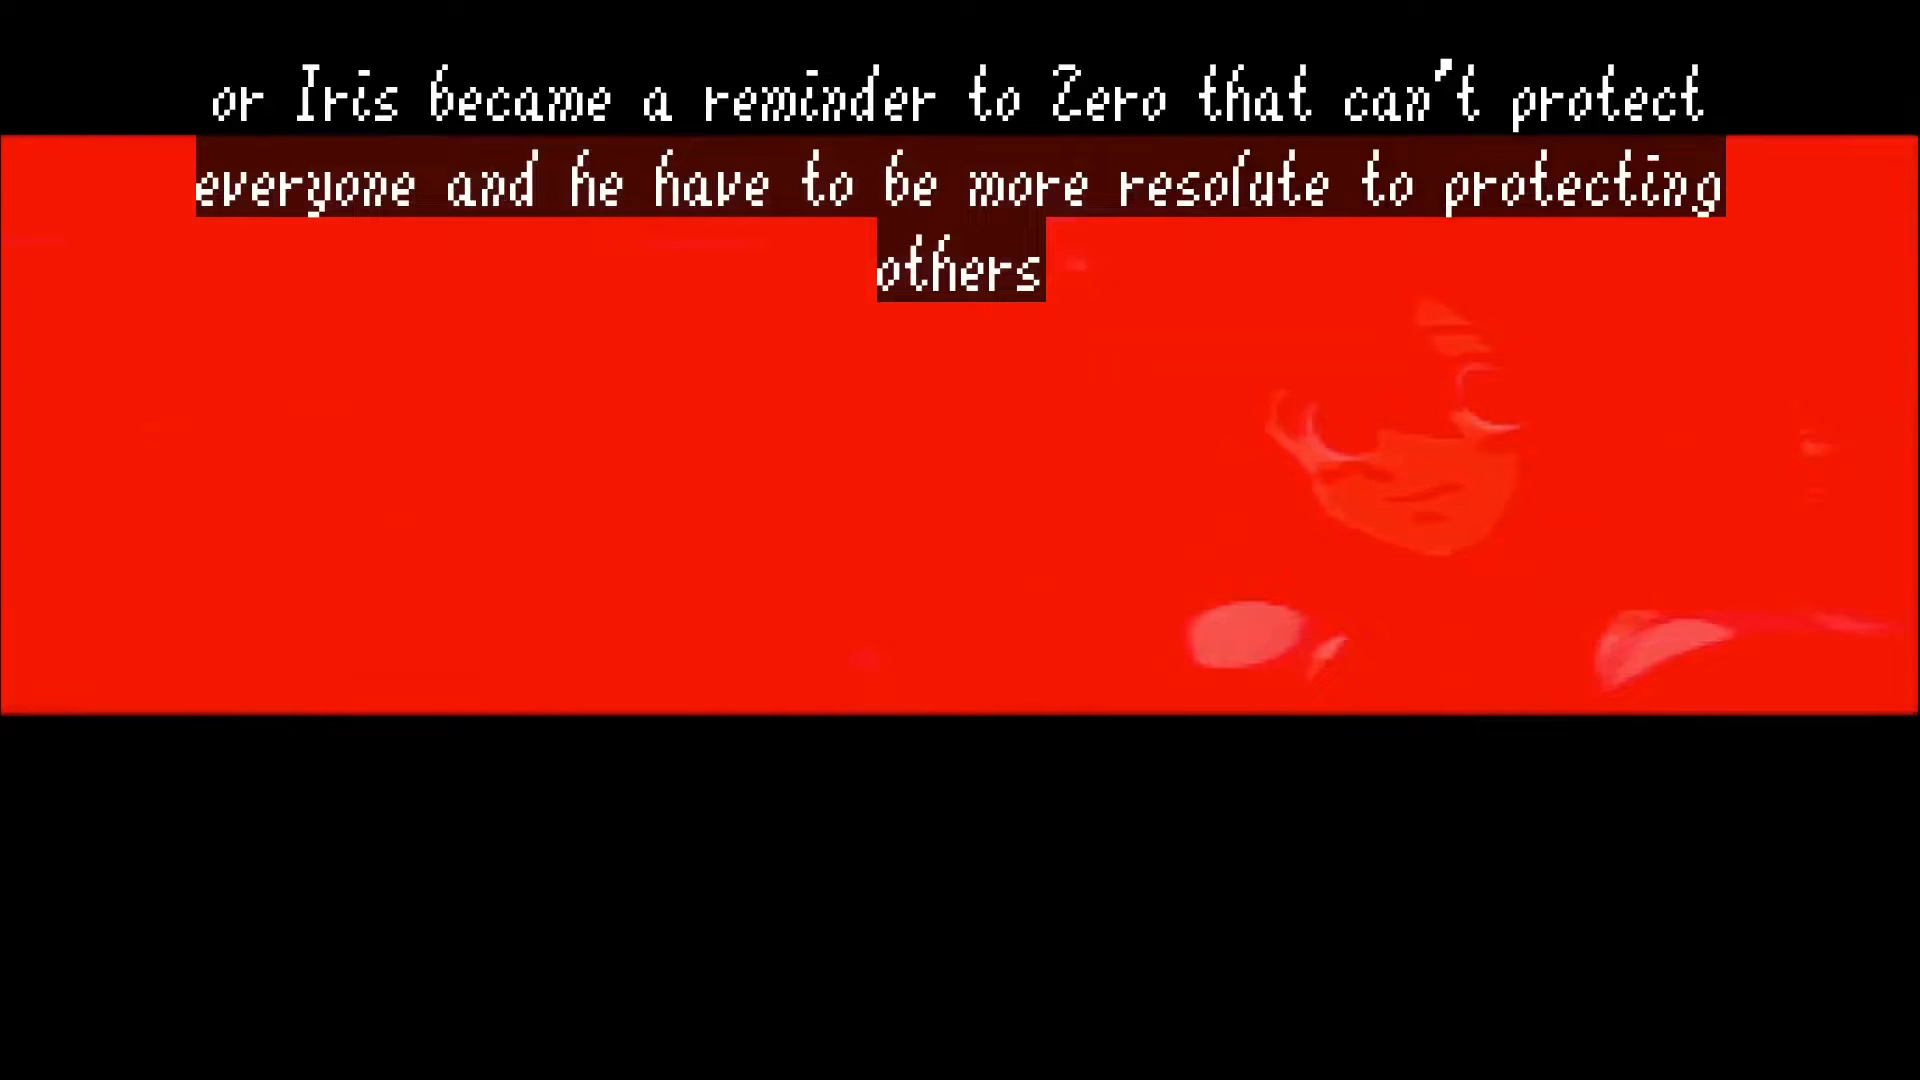 or Iris became a reminder to Zero that can't protect
everyone and he have to be more resolute to protecting
others